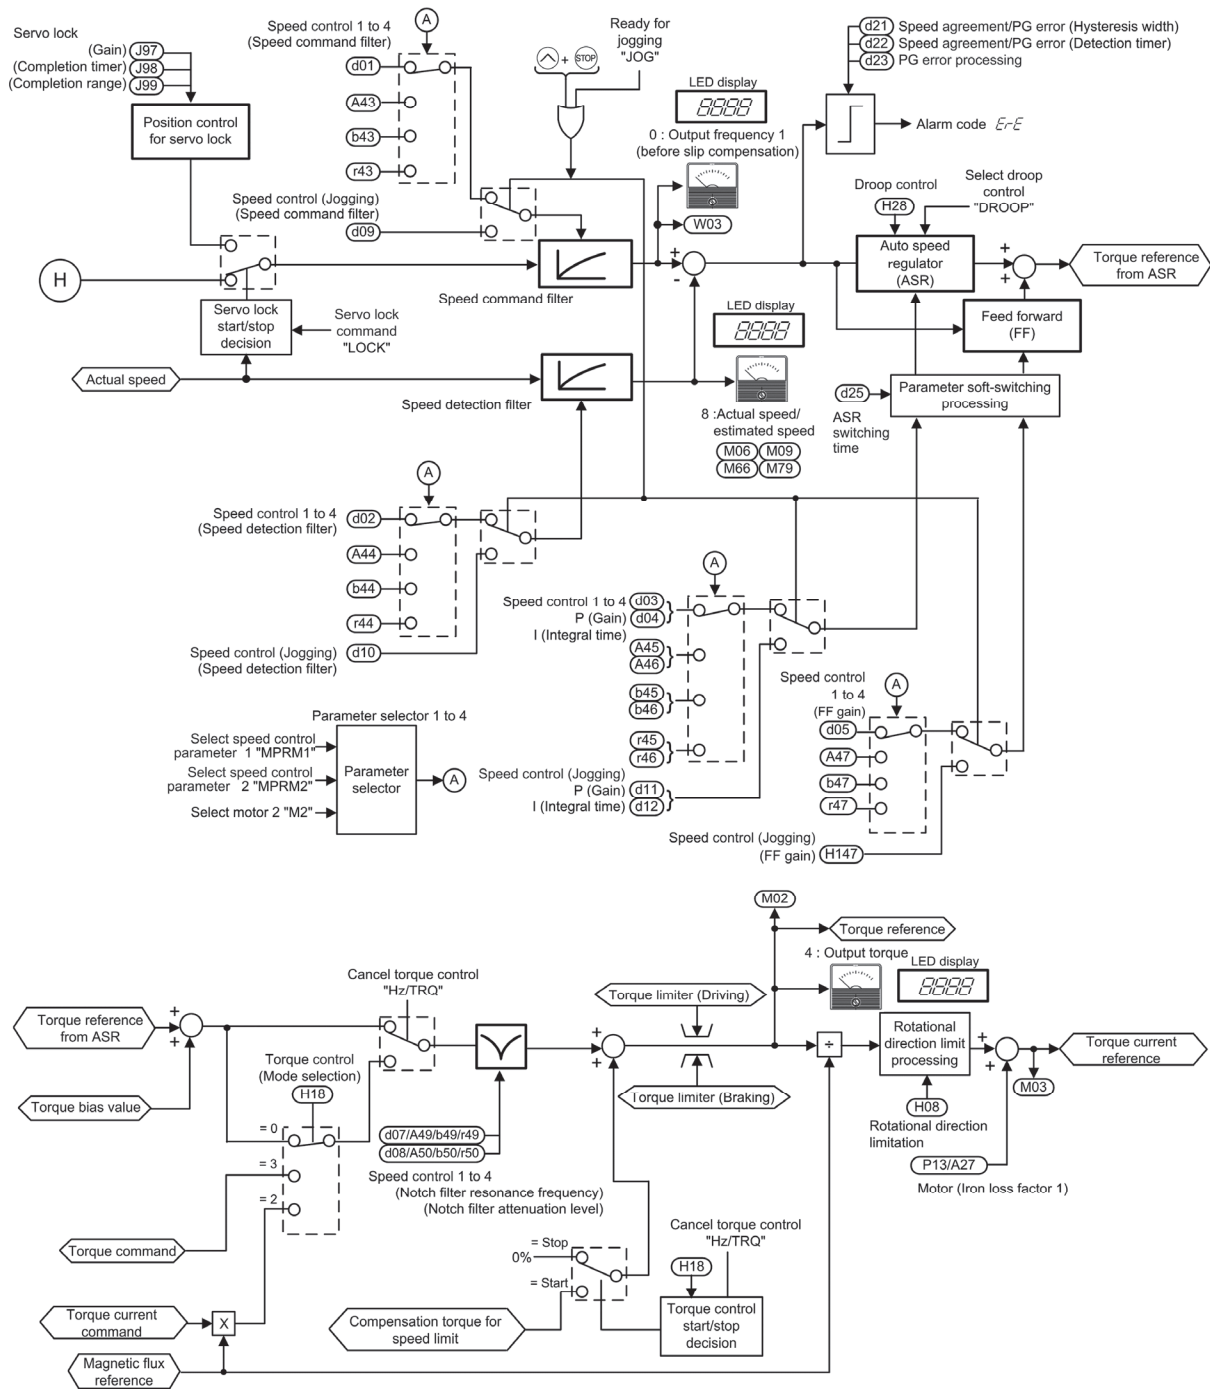 Servo lock
(Gain) J97
(Completion timer) J98
(Completion range) J99
Position control
for servo lock
Speed control 1 to 4
(Speed command filter)
A
d01
A43
b43
r43
Speed control (Jogging)
(Speed command filter)
d09
Ready for
jogging
"JOG"
+ STOP
LED display
8888
0 : Output frequency 1
(before slip compensation)
W03
d21 Speed agreement/PG error (Hysteresis width)
d22 Speed agreement/PG error (Detection timer)
d23 PG error processing
Alarm code ErE
Droop control
H28
Select droop
control
"DROOP"
H
Servo lock
start/stop
decision
Servo lock
command
"LOCK"
Speed command filter
+
-
Auto speed
regulator
(ASR)
+
+
Torque reference
from ASR
Feed forward
(FF)
LED display
8888
Actual speed
Speed detection filter
8 :Actual speed/
estimated speed
M06 M09
M66 M79
d25
ASR
switching
time
Parameter soft-switching
processing
A
Speed control 1 to 4
(Speed detection filter)
d02
A44
b44
r44
Speed control (Jogging)
(Speed detection filter)
d10
A
Speed control 1 to 4
P (Gain)
I (Integral time)
d03
d04
A45
A46
b45
b46
r45
r46
Speed control (Jogging)
P (Gain) d11
I (Integral time) d12
Speed control
1 to 4
(FF gain)
A
d05
A47
b47
r47
Speed control (Jogging)
(FF gain) H147
Parameter selector 1 to 4
Select speed control
parameter 1 "MPRM1"
Select speed control
parameter 2 "MPRM2"
Select motor 2 "M2"
Parameter
selector
A
M02
Torque reference
4 : Output torque
LED display
8888
Cancel torque control
"Hz/TRQ"
Torque reference
from ASR
+
+
Torque bias value
Torque control
(Mode selection)
H18
= 0
= 3
= 2
d07/A49/b49/r49
d08/A50/b50/r50
Speed control 1 to 4
(Notch filter resonance frequency)
(Notch filter attenuation level)
+
+
Torque limiter (Driving)
Torque limiter (Braking)
÷
Rotational
direction limit
processing
H08
Rotational direction
limitation
+
+
M03
Torque current
reference
P13/A27
Motor (Iron loss factor 1)
Torque command
Torque current
command
X
Magnetic flux
reference
= Stop
0%
= Start
Compensation torque for
speed limit
Cancel torque control
"Hz/TRQ"
H18
Torque control
start/stop
decision